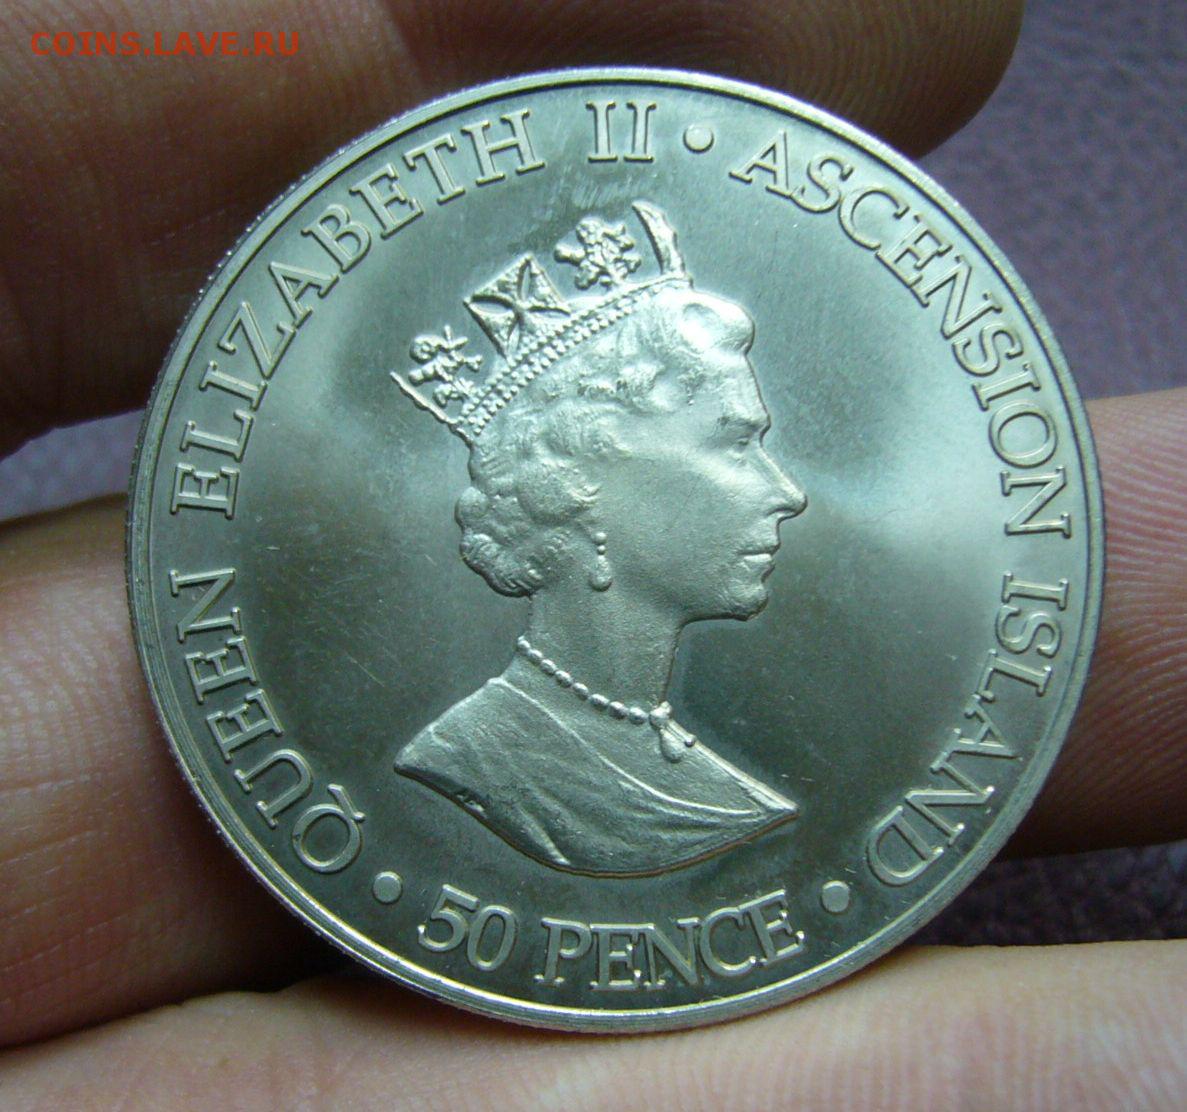 COINS.LAVE.RU
QUEEN ELIZABETH II • ASCENSION ISLAND
• 50 PENCE •